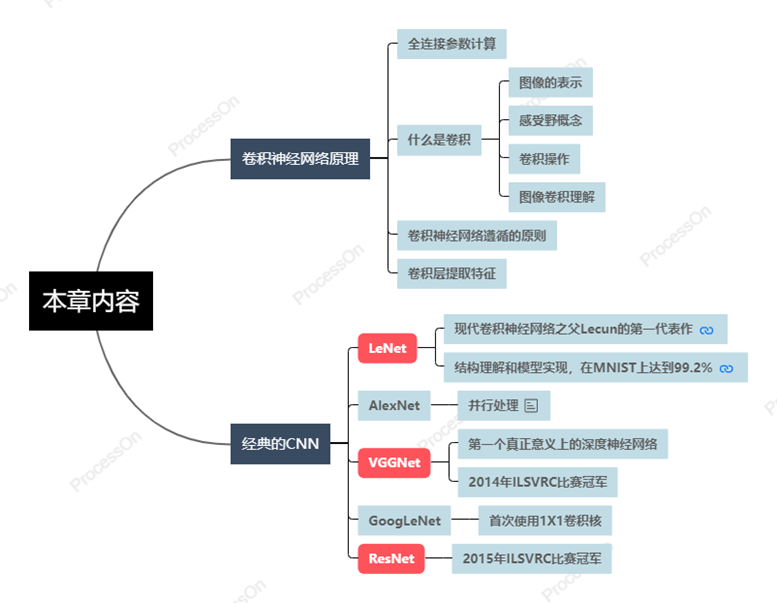 全连接参数计算
图像的表示
感受野概念
什么是卷积
卷积操作
卷积神经网络原理
图像卷积理解
卷积神经网络遵循的原则
卷积层提取特征
本章内容
现代卷积神经网络之父Lecun的第一代表作
LeNet
结构理解和模型实现，在MNIST上达到99.2%
AlexNet
并行处理
经典的CNN
第一个真正意义上的深度神经网络
VGGNet
2014年ILSVRC比赛冠军
GoogLeNet
首次使用1X1卷积核
ResNet
2015年ILSVRC比赛冠军
ProcessOn
ProcessOn
ProcessOn
ProcessOn